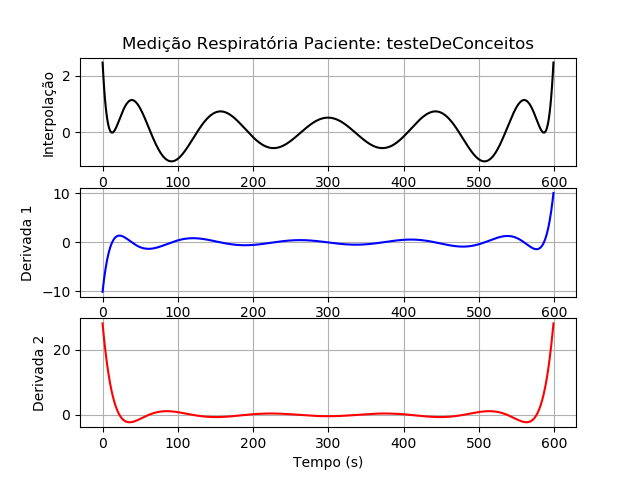 Medição Respiratória Paciente: testeDeConceitos
Interpolação
2
0
0 100 200 300 400 500 600
Derivada 1
10
0
−10
0 100 200 300 400 500 600
Derivada 2
20
0
0 100 200 300 400 500 600
Tempo (s)